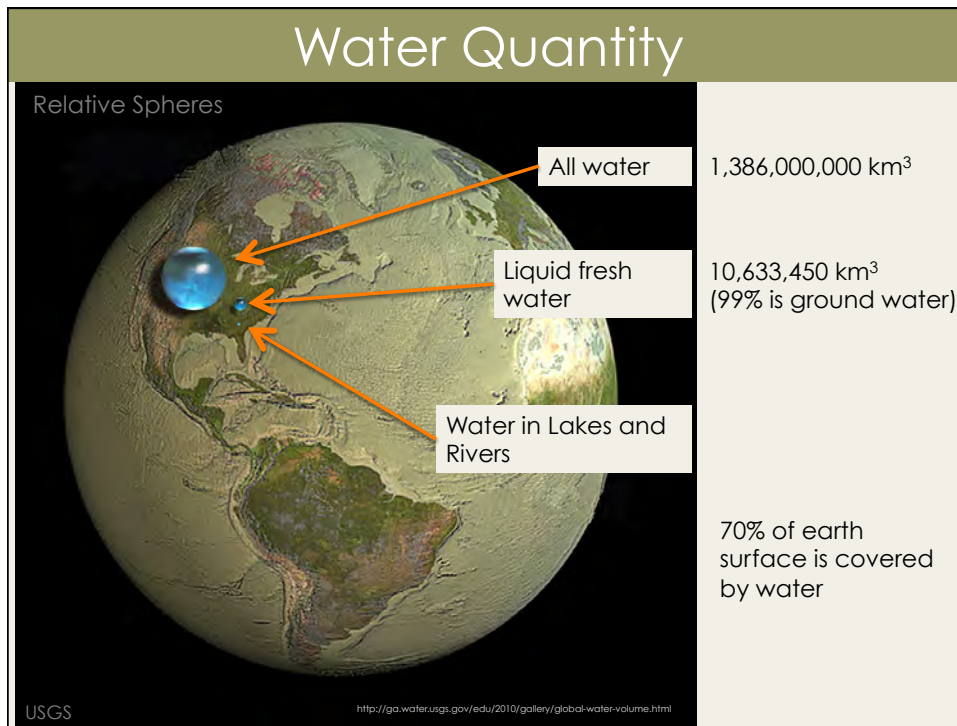 Water Quantity
Relative Spheres
All water
1,386,000,000 km³
Liquid fresh
water
10,633,450 km³
(99% is ground water)
Water in Lakes and
Rivers
70% of earth
surface is covered
by water
USGS
http://ga.water.usgs.gov/edu/2010/gallery/global-water-volume.html